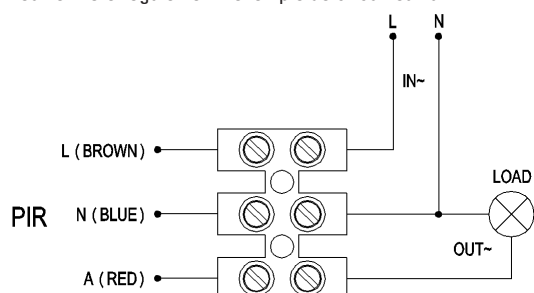 L N
IN~
L ( BROWN )
LOAD
PIR N ( BLUE )
OUT~
A ( RED )